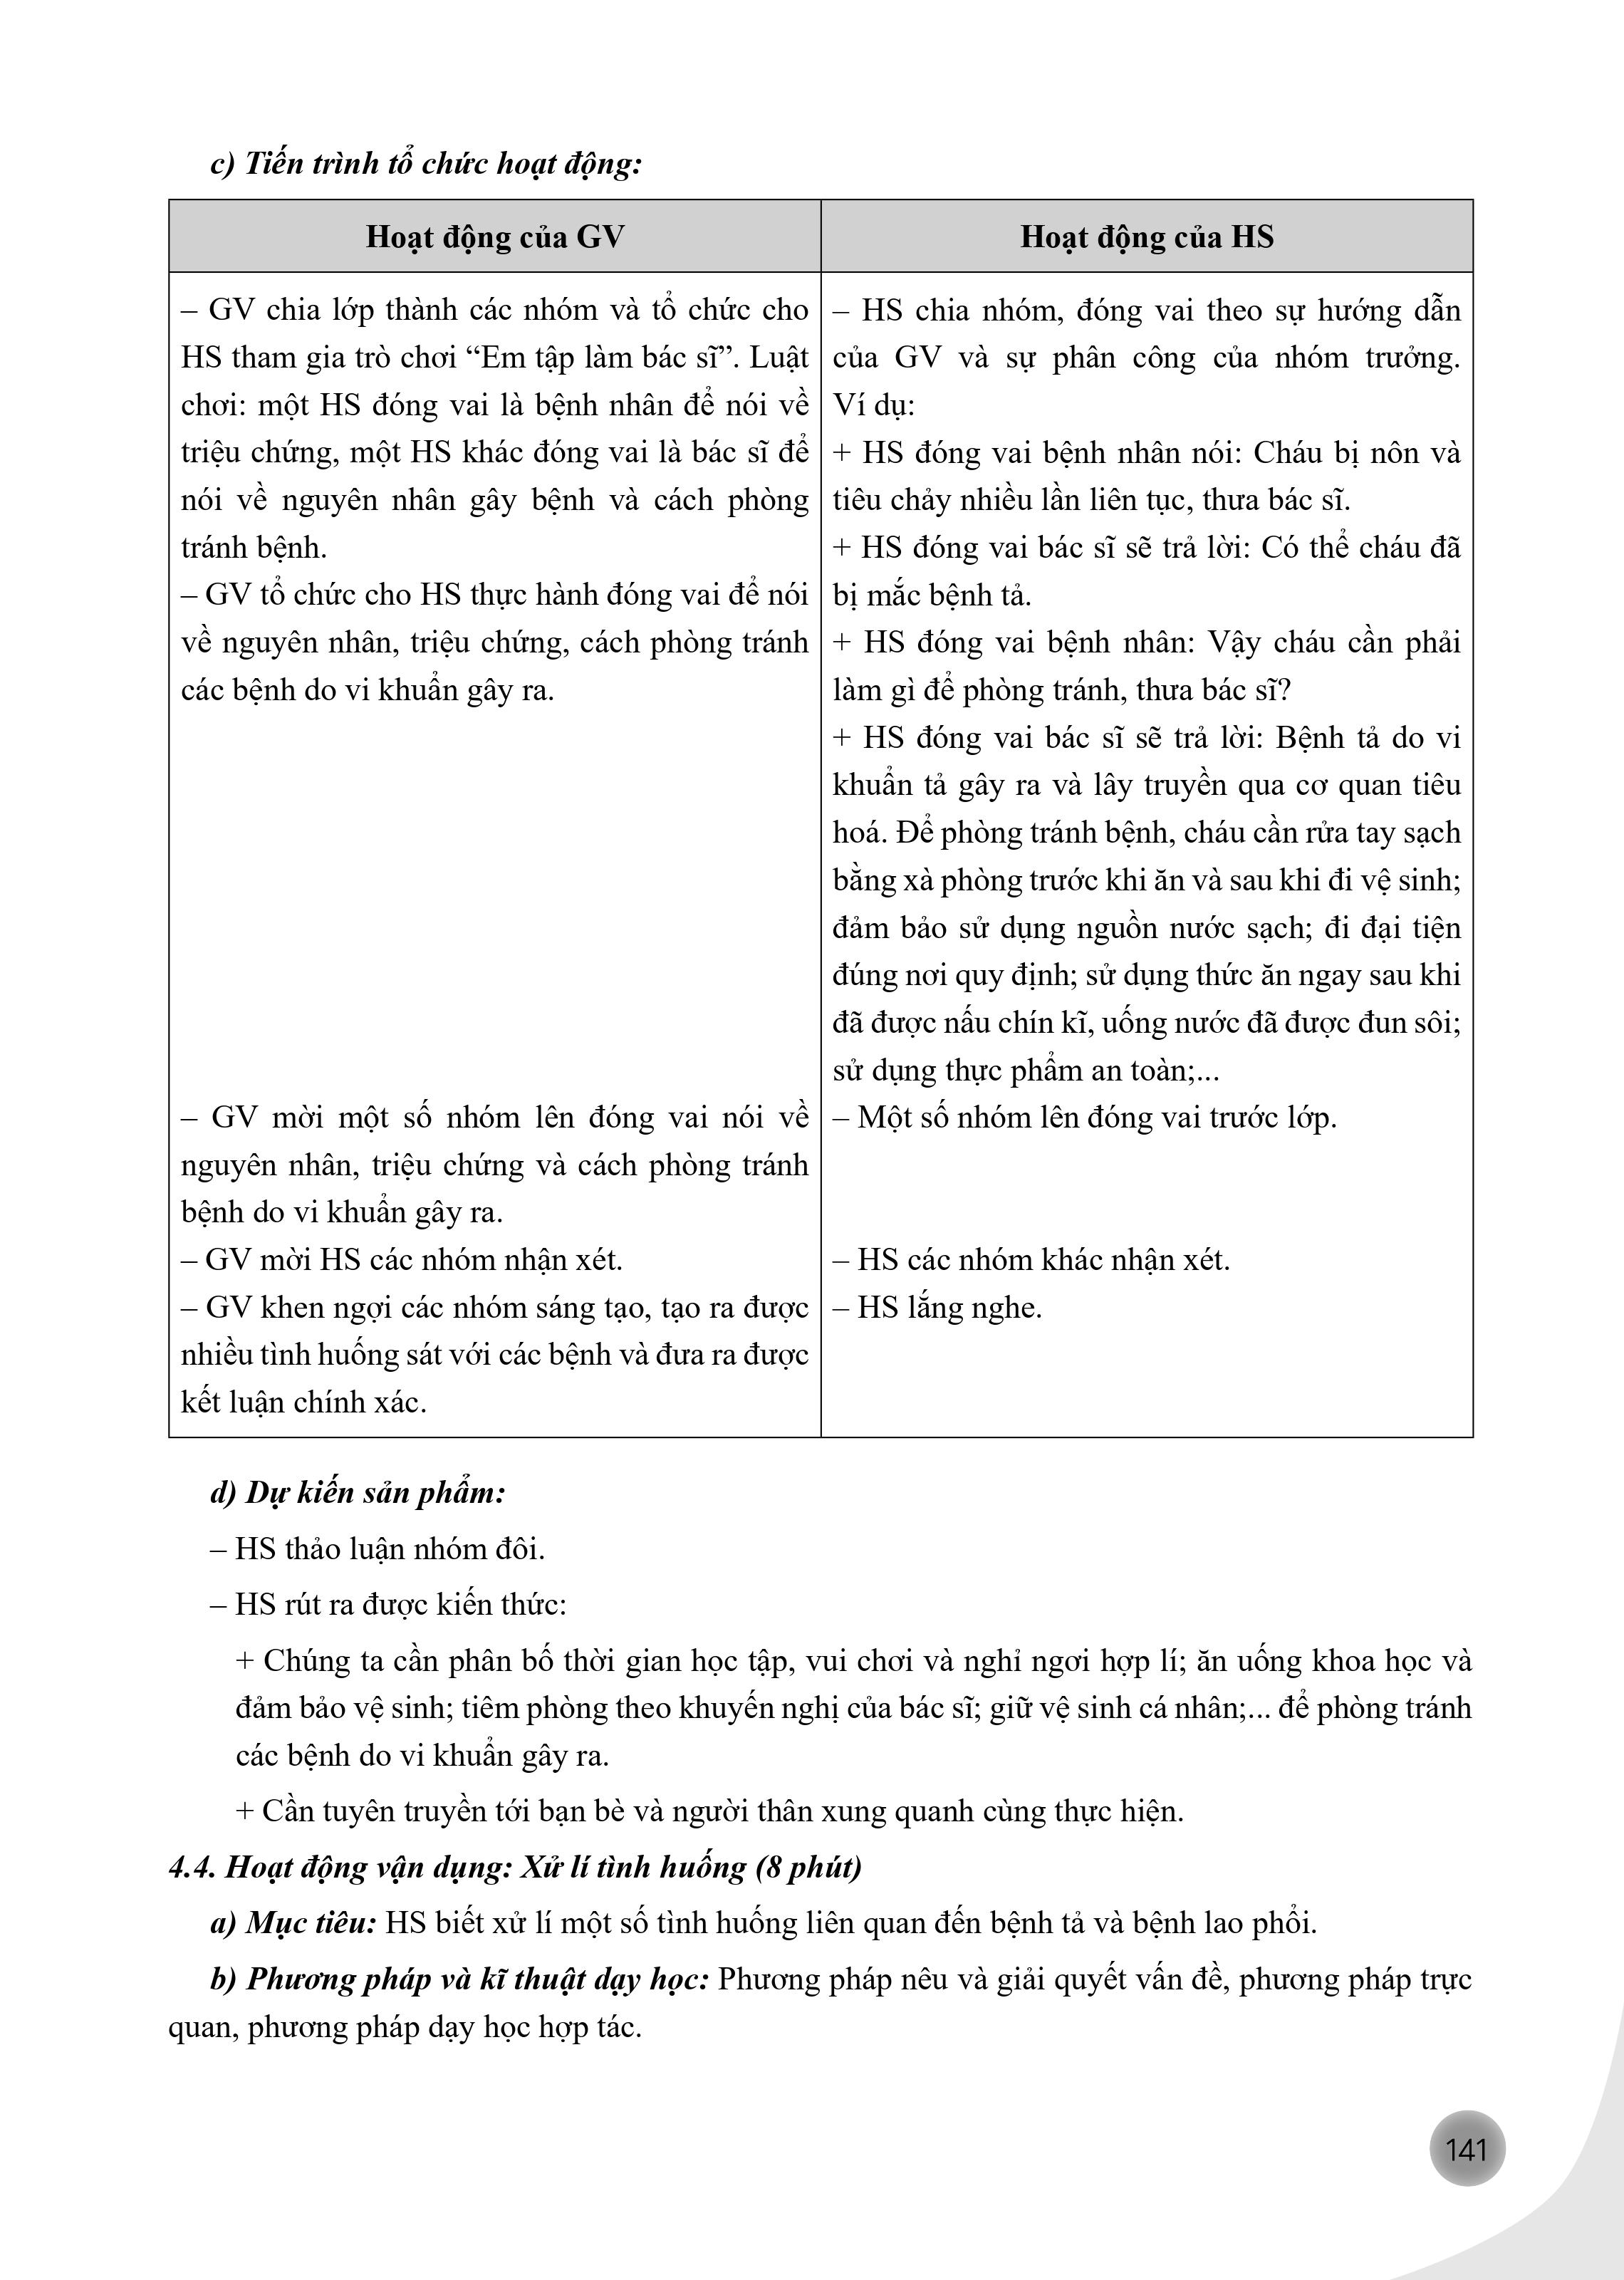 c) Tiến trình tổ chức hoạt động:
Hoạt động của GV
– GV chia lớp thành các nhóm và tổ chức cho
HS tham gia trò chơi “Em tập làm bác sĩ”. Luật
chơi: một HS đóng vai là bệnh nhân để nói về
triệu chứng, một HS khác đóng vai là bác sĩ để
nói về nguyên nhân gây bệnh và cách phòng
tránh bệnh.
– GV tổ chức cho HS thực hành đóng vai để nói
về nguyên nhân, triệu chứng, cách phòng tránh
các bệnh do vi khuẩn gây ra.
– GV mời một số nhóm lên đóng vai nói về
nguyên nhân, triệu chứng và cách phòng tránh
bệnh do vi khuẩn gây ra.
– GV mời HS các nhóm nhận xét.
– GV khen ngợi các nhóm sáng tạo, tạo ra được
nhiều tình huống sát với các bệnh và đưa ra được
kết luận chính xác.
Hoạt động của HS
– HS chia nhóm, đóng vai theo sự hướng dẫn
của GV và sự phân công của nhóm trưởng.
Ví dụ:
+ HS đóng vai bệnh nhân nói: Cháu bị nôn và
tiêu chảy nhiều lần liên tục, thưa bác sĩ.
+ HS đóng vai bác sĩ sẽ trả lời: Có thể cháu đã
bị mắc bệnh tả.
+ HS đóng vai bệnh nhân: Vậy cháu cần phải
làm gì để phòng tránh, thưa bác sĩ?
+ HS đóng vai bác sĩ sẽ trả lời: Bệnh tả do vi
khuẩn tả gây ra và lây truyền qua cơ quan tiêu
hoá. Để phòng tránh bệnh, cháu cần rửa tay sạch
bằng xà phòng trước khi ăn và sau khi đi vệ sinh;
đảm bảo sử dụng nguồn nước sạch; đi đại tiện
đúng nơi quy định; sử dụng thức ăn ngay sau khi
đã được nấu chín kĩ, uống nước đã được đun sôi;
sử dụng thực phẩm an toàn;...
– Một số nhóm lên đóng vai trước lớp.
– HS các nhóm khác nhận xét.
– HS lắng nghe.
d) Dự kiến sản phẩm:
– HS thảo luận nhóm đôi.
– HS rút ra được kiến thức:
+ Chúng ta cần phân bố thời gian học tập, vui chơi và nghỉ ngơi hợp lí; ăn uống khoa học và
đảm bảo vệ sinh; tiêm phòng theo khuyến nghị của bác sĩ; giữ vệ sinh cá nhân;... để phòng tránh
các bệnh do vi khuẩn gây ra.
+ Cần tuyên truyền tới bạn bè và người thân xung quanh cùng thực hiện.
4.4. Hoạt động vận dụng: Xử lí tình huống (8 phút)
a) Mục tiêu: HS biết xử lí một số tình huống liên quan đến bệnh tả và bệnh lao phổi.
b) Phương pháp và kĩ thuật dạy học: Phương pháp nêu và giải quyết vấn đề, phương pháp trực
quan, phương pháp dạy học hợp tác.
141